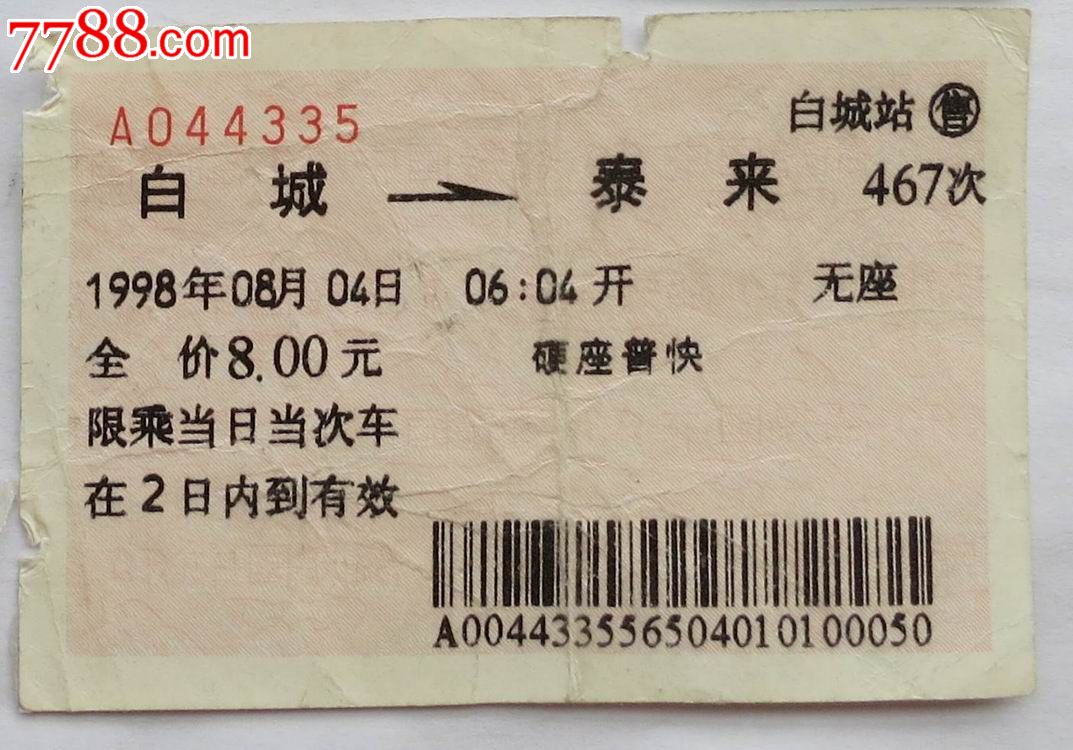 7788.com
A044335
白城站 售
白城 → 泰来 467次
1998年08月04日 06:04开 无座
全价8.00元 硬座普快
限乘当日当次车
在2日内到有效
A004433556504010100050